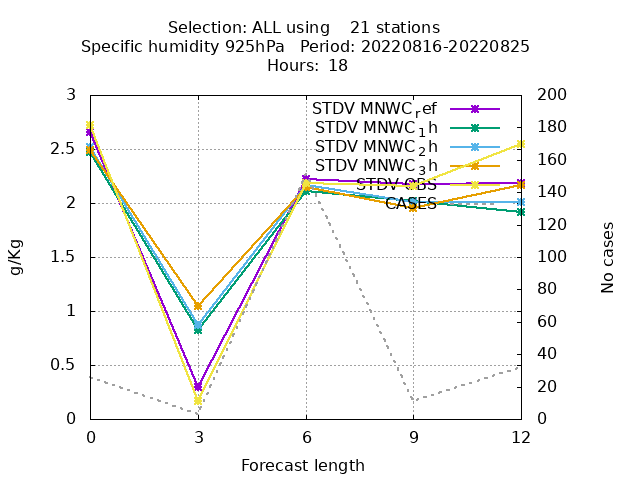 Selection: ALL using    21 stations
Specific humidity 925hPa   Period: 20220816-20220825
Hours: 18
STDV MNWC_ref
STDV MNWC_1h
STDV MNWC_2h
STDV MNWC_3h
STDV OBS
CASES
3
2.5
2
1.5
1
0.5
0
200
180
160
140
120
100
80
60
40
20
0
g/Kg
No cases
0 3 6 9 12
Forecast length